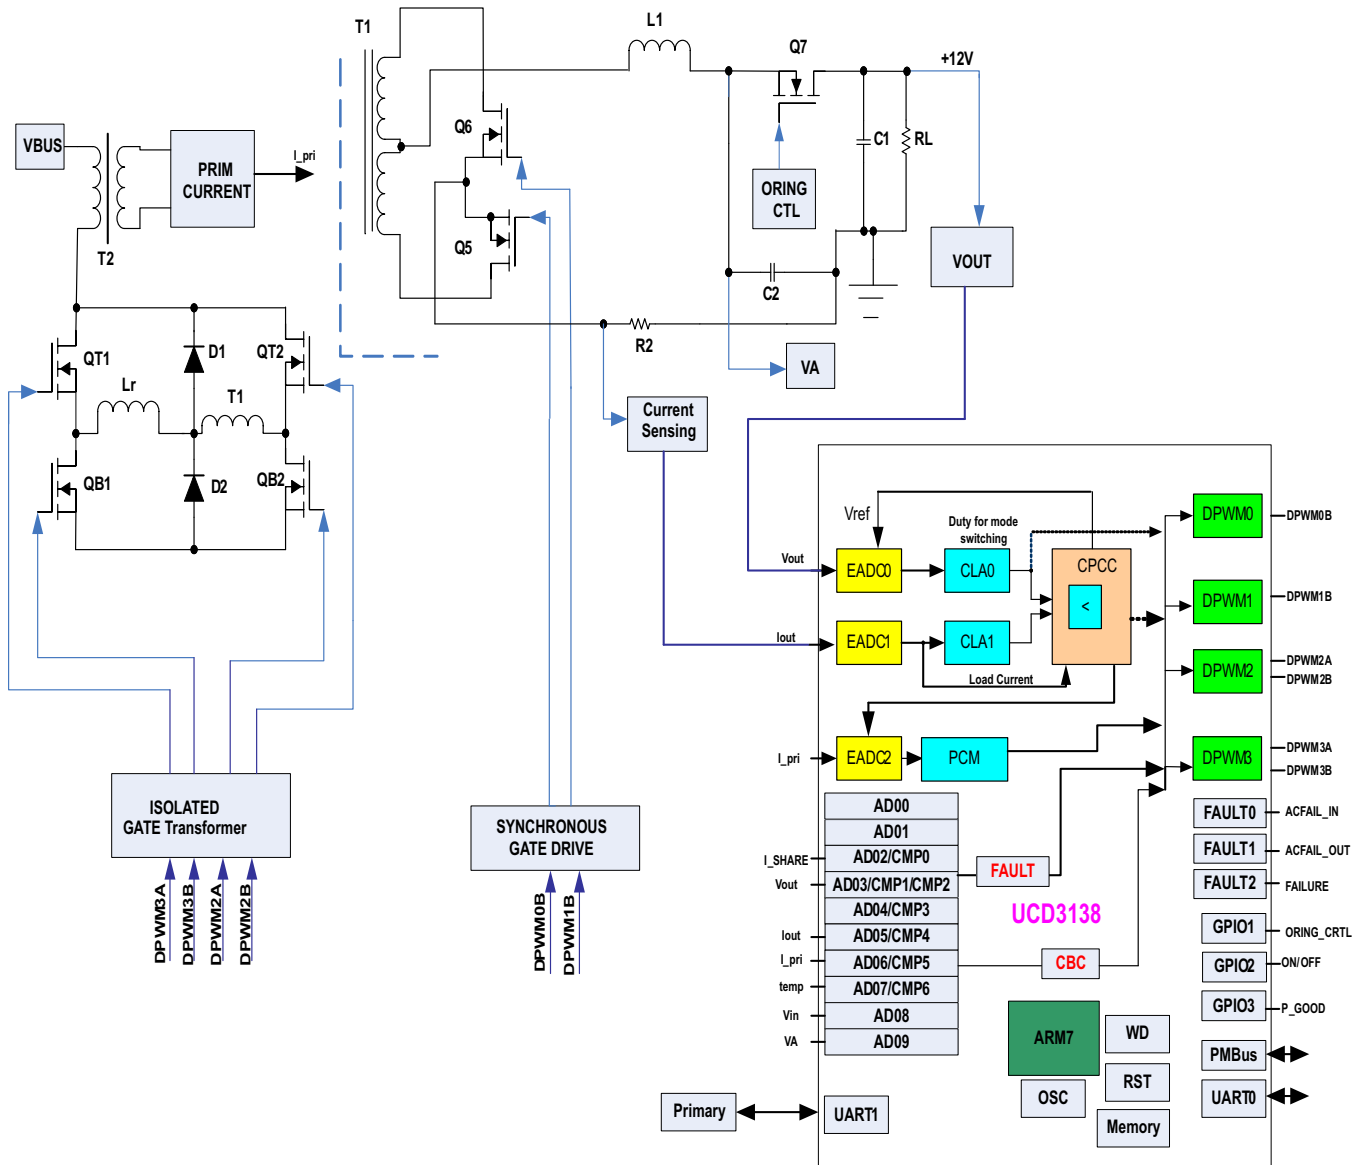 T1
L1
Q7
+12V
Q6
C1
RL
VBUS
PRIM
CURRENT
I_pri
ORING
CTL
Q5
T2
VOUT
C2
QT1
D1
QT2
R2
VA
Lr
T1
Current
Sensing
QB1
D2
QB2
Vref
Duty for mode
switching
DPWM0
DPWM0B
Vout
EADC0
CLA0
CPCC
<
DPWM1
DPWM1B
Iout
EADC1
CLA1
DPWM2
DPWM2A
DPWM2B
Load Current
I_pri
EADC2
PCM
DPWM3
DPWM3A
DPWM3B
ISOLATED
GATE Transformer
SYNCHRONOUS
GATE DRIVE
AD00
FAULT0
ACFAIL_IN
AD01
I_SHARE
AD02/CMP0
FAULT1
ACFAIL_OUT
FAULT
Vout
AD03/CMP1/CMP2
FAULT2
FAILURE
AD04/CMP3
UCD3138
DPWM3A
DPWM3B
DPWM2A
DPWM2B
DPWM0B
DPWM1B
Iout
AD05/CMP4
GPIO1
ORING_CRTL
I_pri
AD06/CMP5
CBC
GPIO2
ON/OFF
temp
AD07/CMP6
GPIO3
P_GOOD
Vin
AD08
ARM7
WD
VA
AD09
PMBus
RST
OSC
UART0
Primary
UART1
Memory